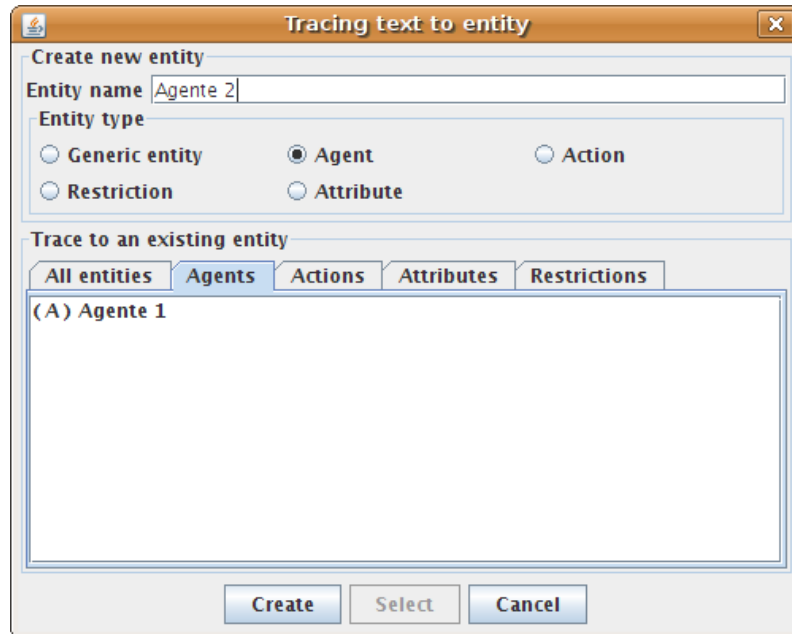 Tracing text to entity
Create new entity
Entity name Agente 2
Entity type
Generic entity Agent Action
Restriction Attribute
Trace to an existing entity
All entities Agents Actions Attributes Restrictions
(A) Agente 1
Create Select Cancel